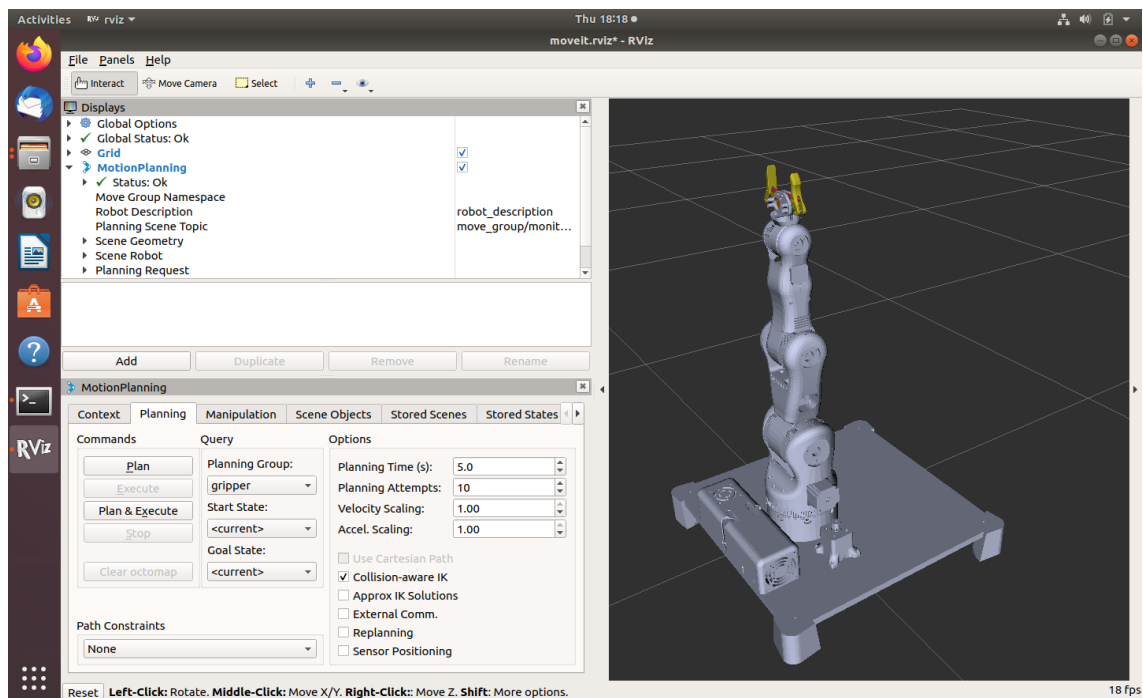 Activities RViz rviz Thu 18:18
moveit.rviz* - RViz
File Panels Help
Interact Move Camera Select
Displays
Global Options
Global Status: Ok
Grid
MotionPlanning
Status: Ok
Move Group Namespace
Robot Description robot_description
Planning Scene Topic move_group/monit...
Scene Geometry
Scene Robot
Planning Request
Add Duplicate Remove Rename
MotionPlanning
Context Planning Manipulation Scene Objects Stored Scenes Stored States
Commands Query Options
Plan Planning Group: Planning Time (s): 5.0
Execute gripper Planning Attempts: 10
Plan & Execute Start State: Velocity Scaling: 1.00
Stop <current> Accel. Scaling: 1.00
Goal State: Use Cartesian Path
Clear octomap <current> Collision-aware IK
Approx IK Solutions
External Comm.
Path Constraints Replanning
None Sensor Positioning
RViz
Reset Left-Click: Rotate. Middle-Click: Move X/Y. Right-Click:: Move Z. Shift: More options. 18 fps